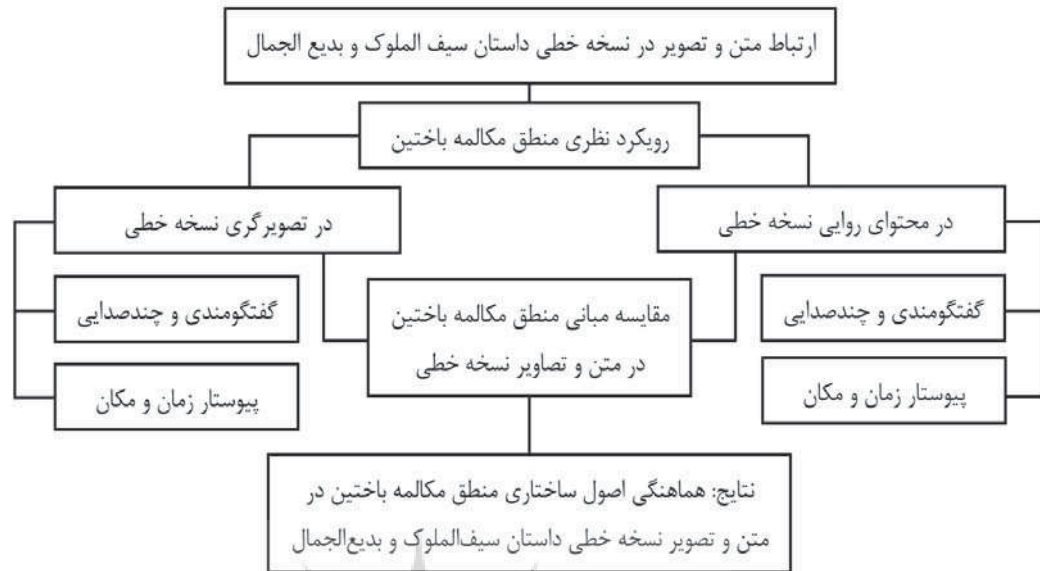 ارتباط متن و تصویر در نسخه خطی داستان سیف الملوک و بدیع الجمال
رویکرد نظری منطق مکالمه باختین
در محتوای روایی نسخه خطی
در تصویرگری نسخه خطی
گفتگومندی و چندصدایی
مقایسه مبانی منطق مکالمه باختین
در متن و تصاویر نسخه خطی
گفتگومندی و چندصدایی
پیوستار زمان و مکان
پیوستار زمان و مکان
نتایج: هماهنگی اصول ساختاری منطق مکالمه باختین در
متن و تصویر نسخه خطی داستان سیف‌الملوک و بدیع‌الجمال